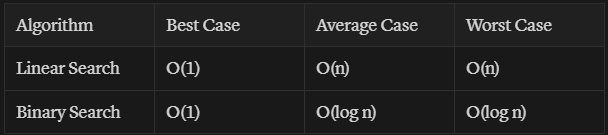 Algorithm Best Case Average Case Worst Case
Linear Search O(1) O(n) O(n)
Binary Search O(1) O(log n) O(log n)